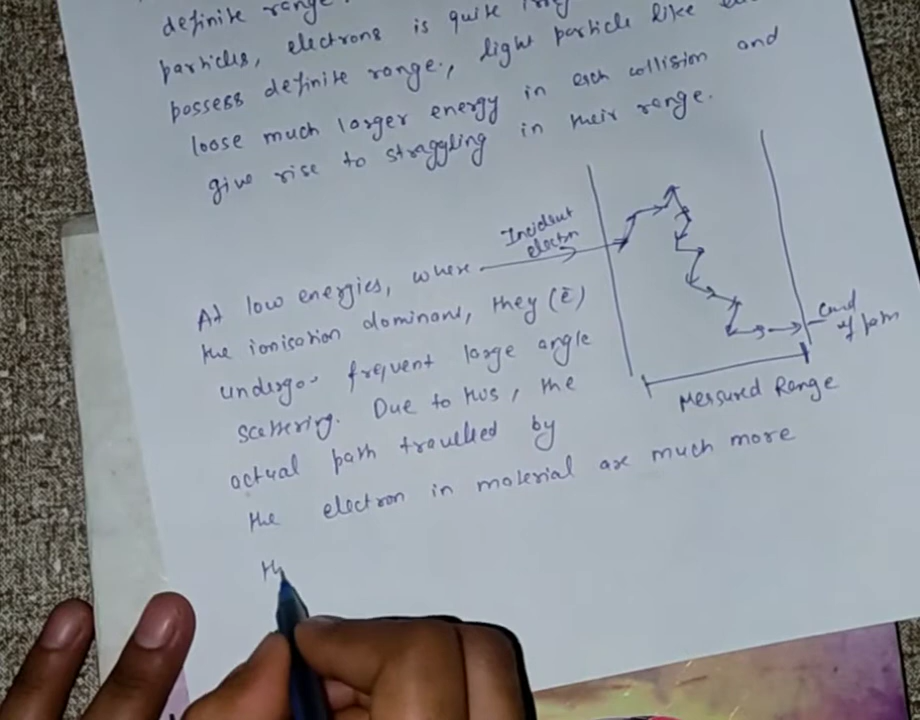 definite range
particles, electrons is quite
possess definite range., light particle like
loose much larger energy in each collision and
give rise to straggling in their range.
Incident
electrn
At low energies, where
the ionisation dominant, they (ē)
undergo frequent large angle
scattering. Due to this, the
actual path travelled by
the electron in material are much more
of path
Mersured Range